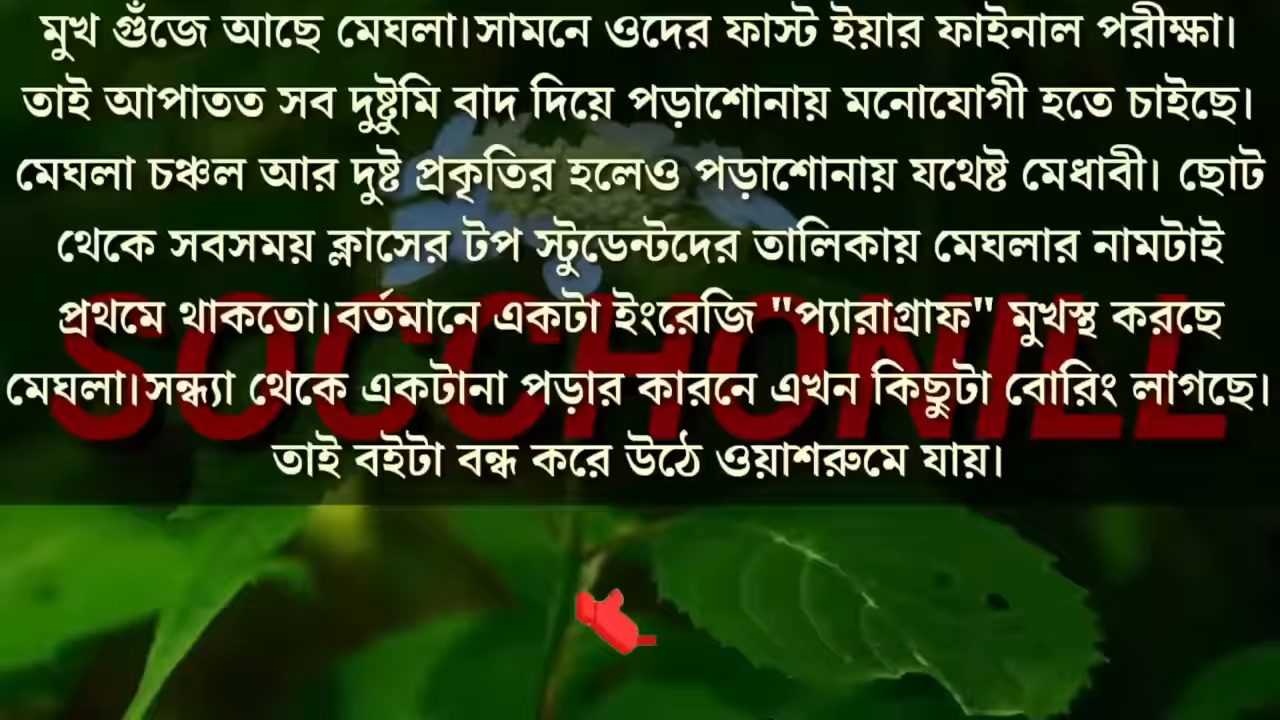 মুখ গুঁজে আছে মেঘলা।সামনে ওদের ফাস্ট ইয়ার ফাইনাল পরীক্ষা।
তাই আপাতত সব দুষ্টুমি বাদ দিয়ে পড়াশোনায় মনোযোগী হতে চাইছে।
মেঘলা চঞ্চল আর দুষ্ট প্রকৃতির হলেও পড়াশোনায় যথেষ্ট মেধাবী। ছোট
থেকে সবসময় ক্লাসের টপ স্টুডেন্টদের তালিকায় মেঘলার নামটাই
প্রথমে থাকতো।বর্তমানে একটা ইংরেজি "প্যারাগ্রাফ" মুখস্থ করছে
মেঘলা।সন্ধ্যা থেকে একটানা পড়ার কারনে এখন কিছুটা বোরিং লাগছে।
তাই বইটা বন্ধ করে উঠে ওয়াশরুমে যায়।
SOCCHONILL